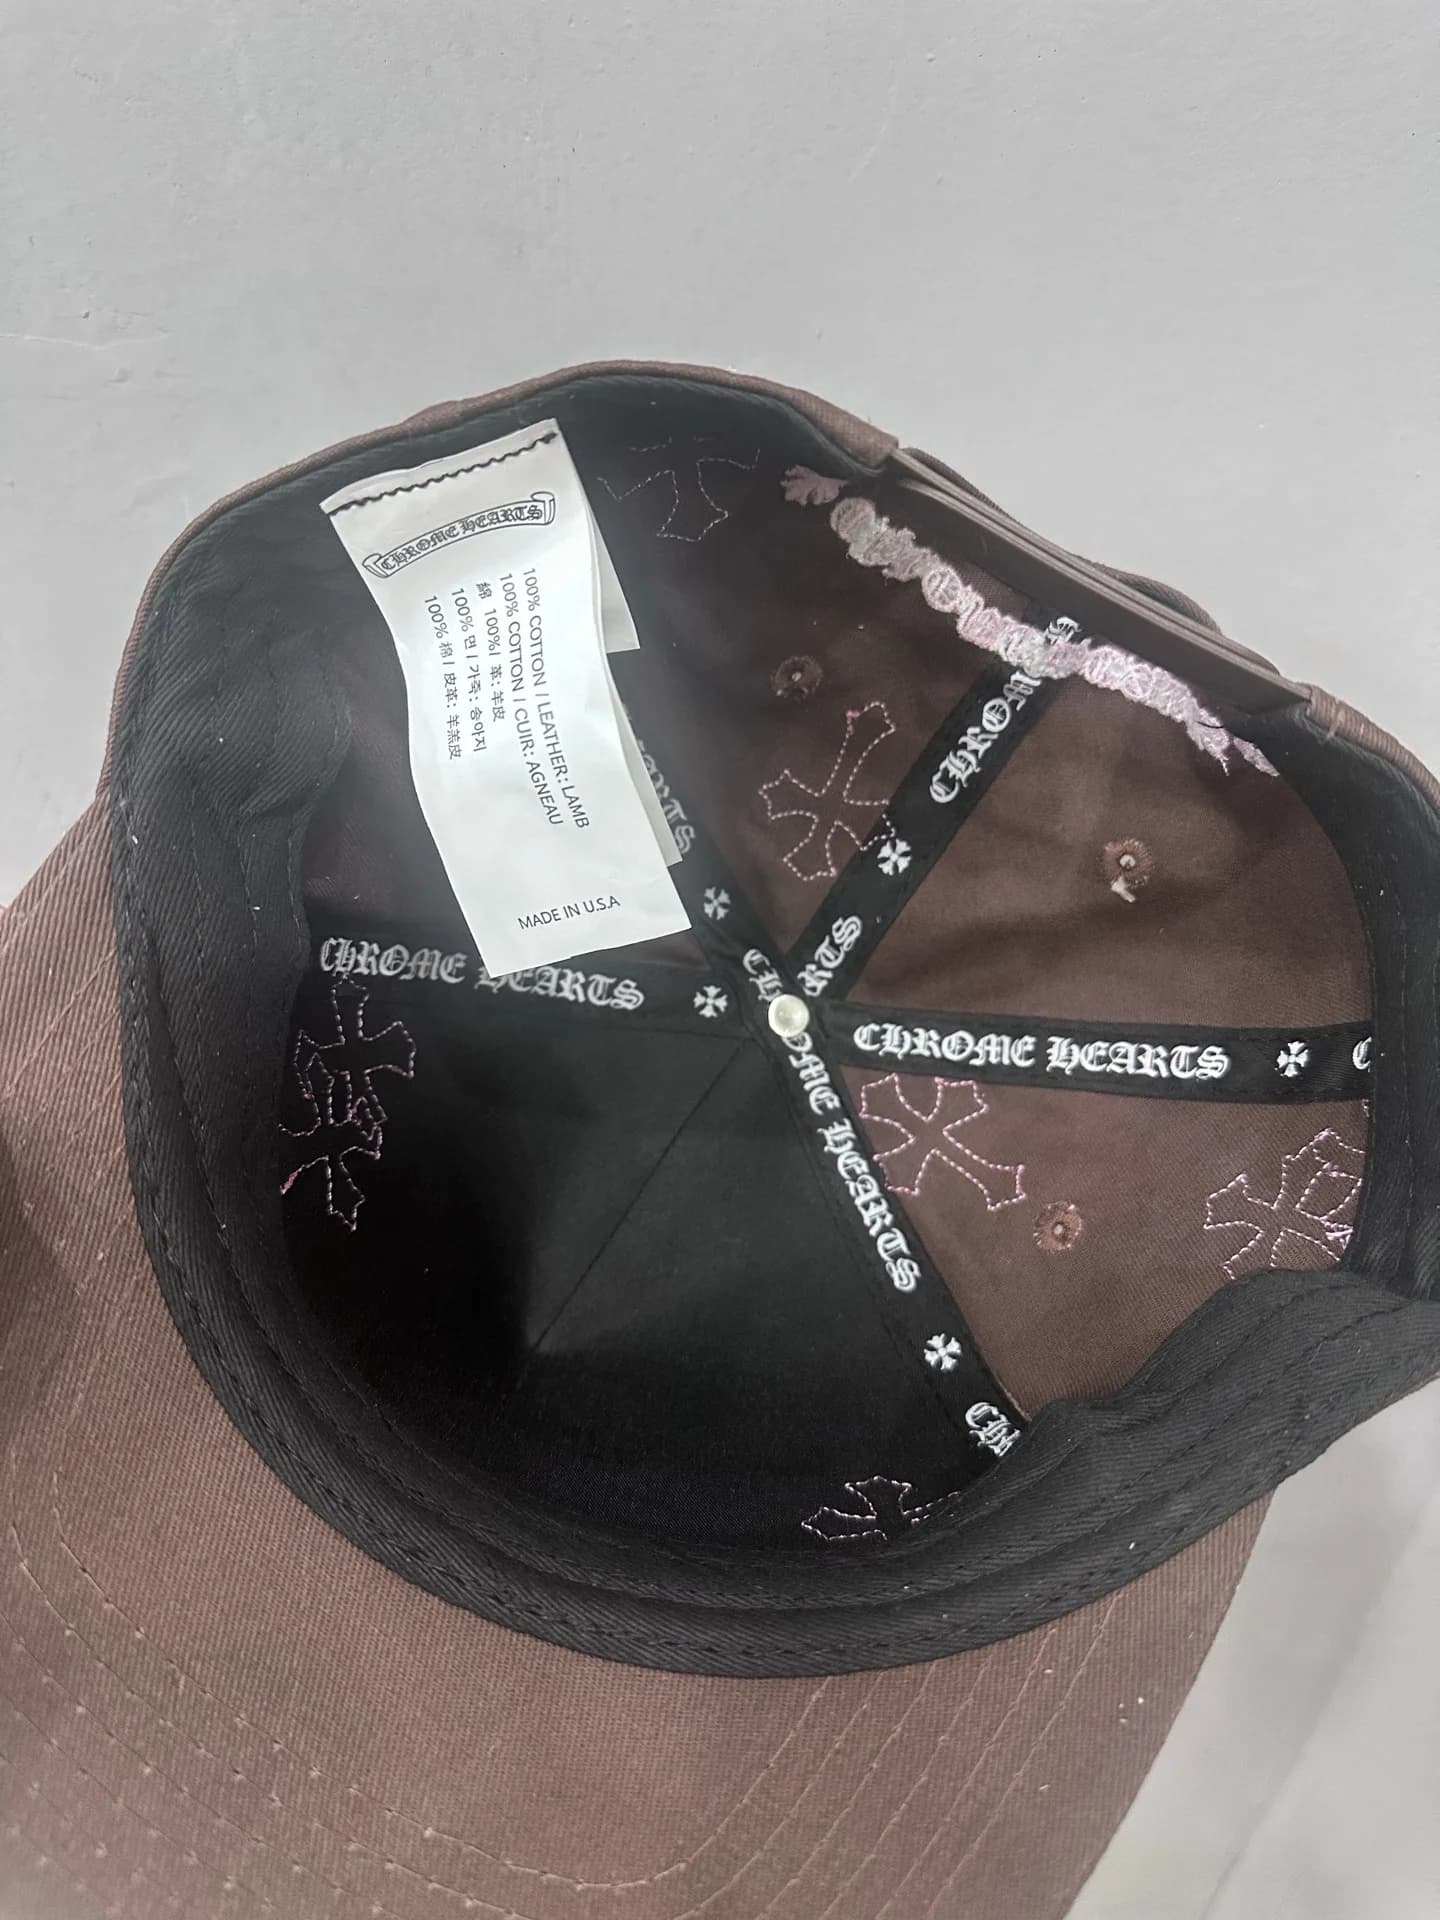 CHROME HEARTS
100% COTTON / LEATHER: LAMB
100% COTTON / CUIR: AGNEAU
綿 100%/ 革: 羊皮
100% 면 / 가죽: 송아지
100% 棉 / 皮革: 羊羔皮
MADE IN U.S.A
CHROME HEARTS
CHROME
HEARTS
CHROME HEARTS
CHROME HEARTS